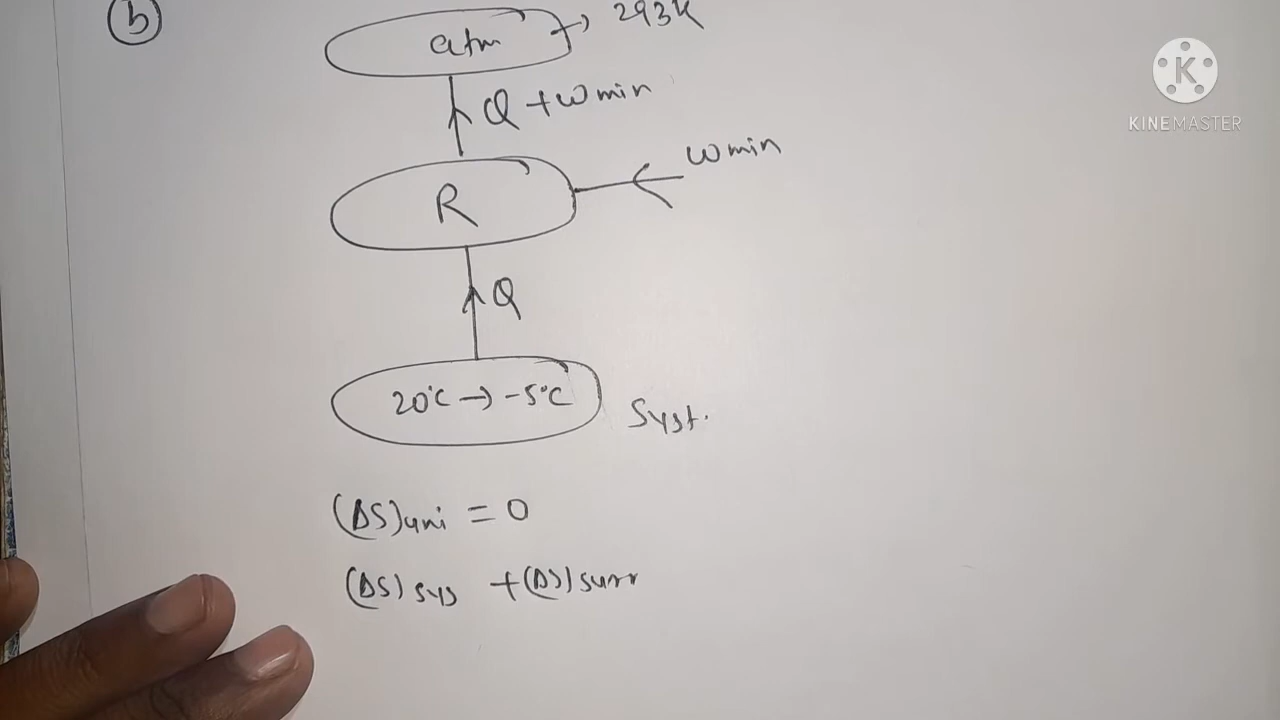 (b)
atm → 293K
Q + wmin
wmin
R
Q
20°C → -5°C
Syst.
(ΔS)uni = 0
(ΔS)sys + (ΔS)surr
K
KINEMASTER